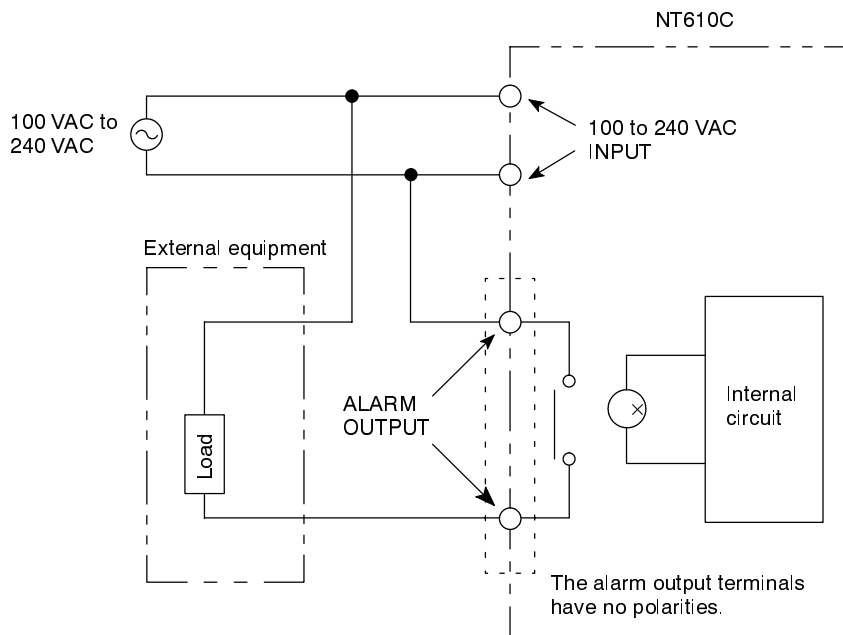 NT610C
100 VAC to
240 VAC
100 to 240 VAC
INPUT
External equipment
ALARM
OUTPUT
Load
Internal
circuit
The alarm output terminals
have no polarities.